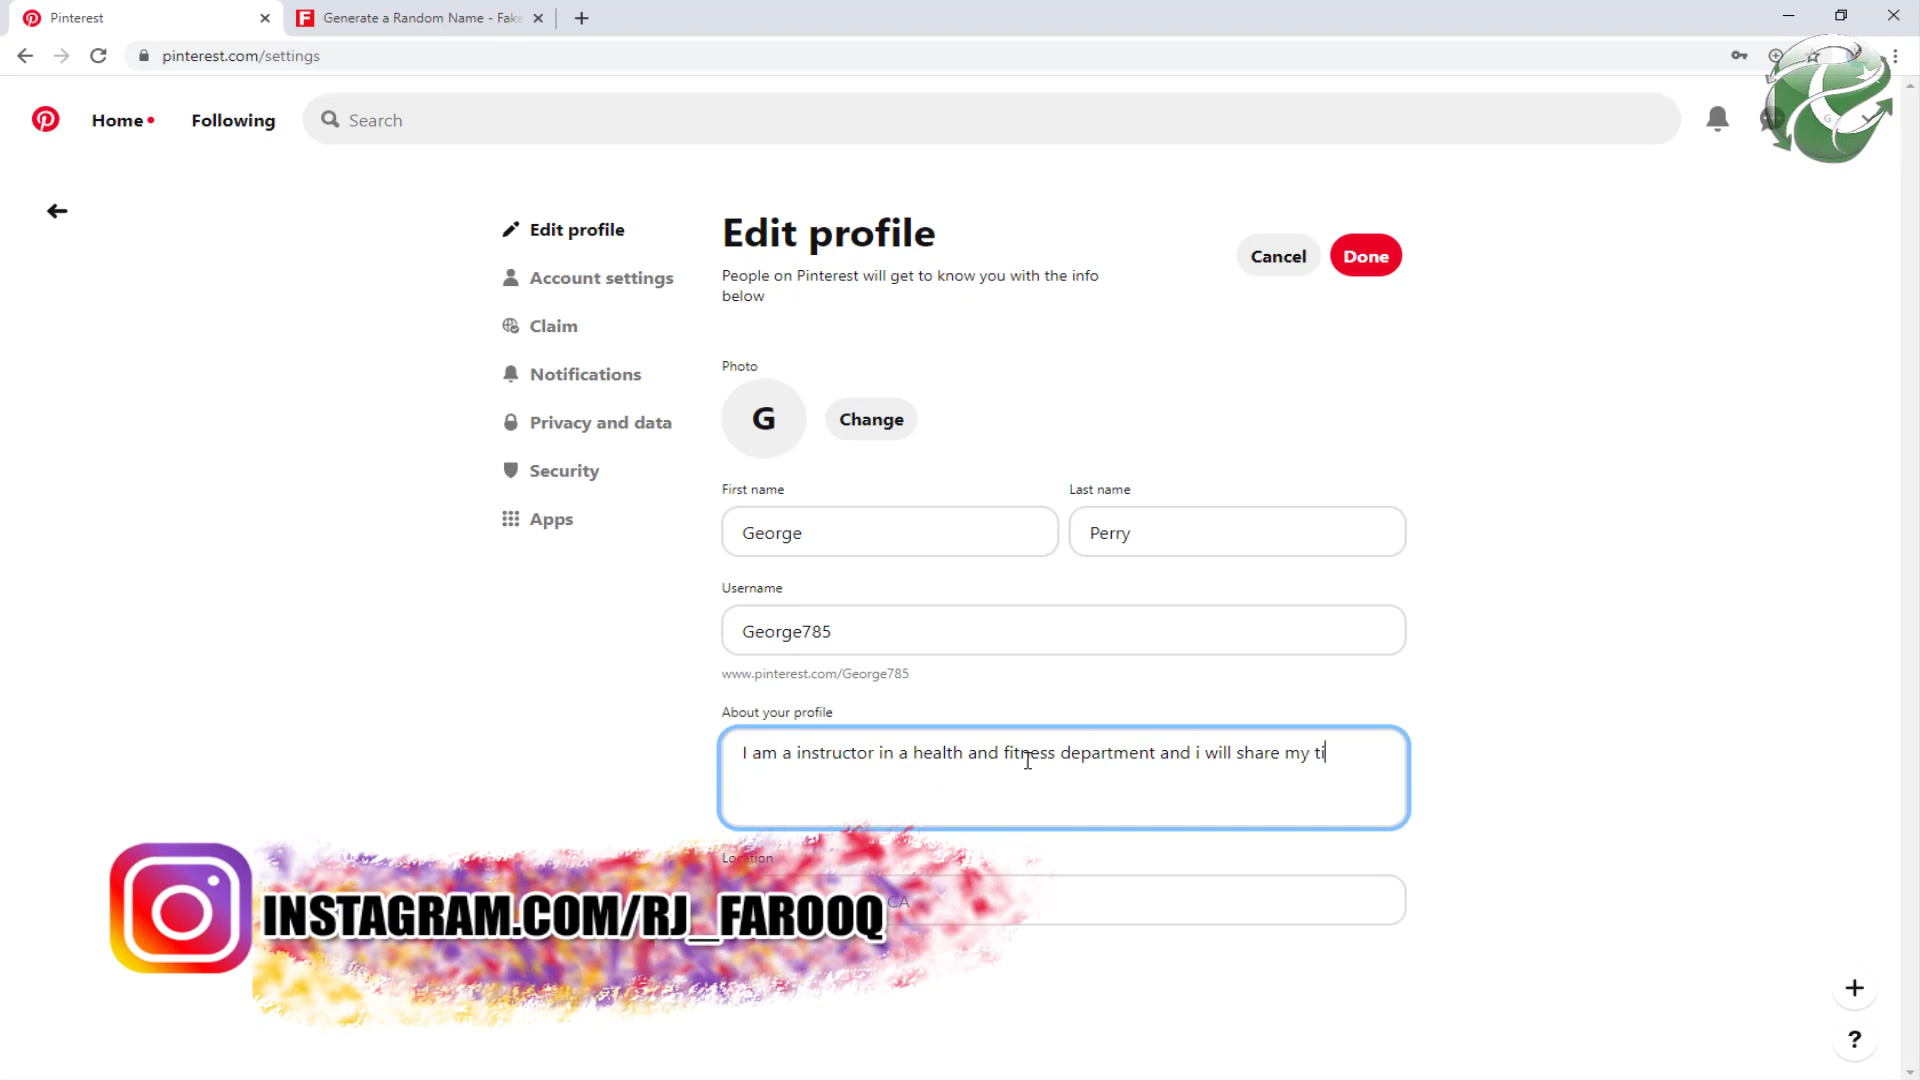 Pinterest
Generate a Random Name - Fake
pinterest.com/settings
Home
Following
Search
Edit profile
Account settings
Claim
Notifications
Privacy and data
Security
Apps
Edit profile
People on Pinterest will get to know you with the info
below
Cancel
Done
Photo
G
Change
First name
Last name
George
Perry
Username
George785
www.pinterest.com/George785
About your profile
I am a instructor in a health and fitness department and i will share my ti
Location
CA
INSTAGRAM.COM/RJ_FAROOQ